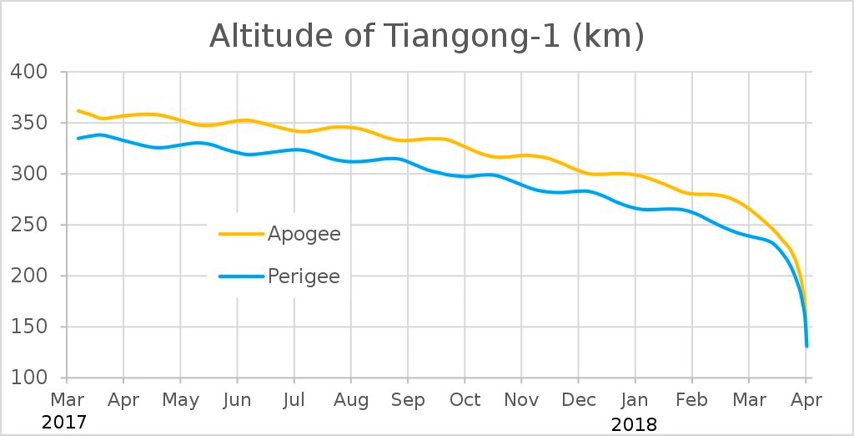 Altitude of Tiangong-1 (km)
400
350
300
250
200
150
100
Apogee
Perigee
Mar Apr May Jun Jul Aug Sep Oct Nov Dec Jan Feb Mar Apr
2017 2018